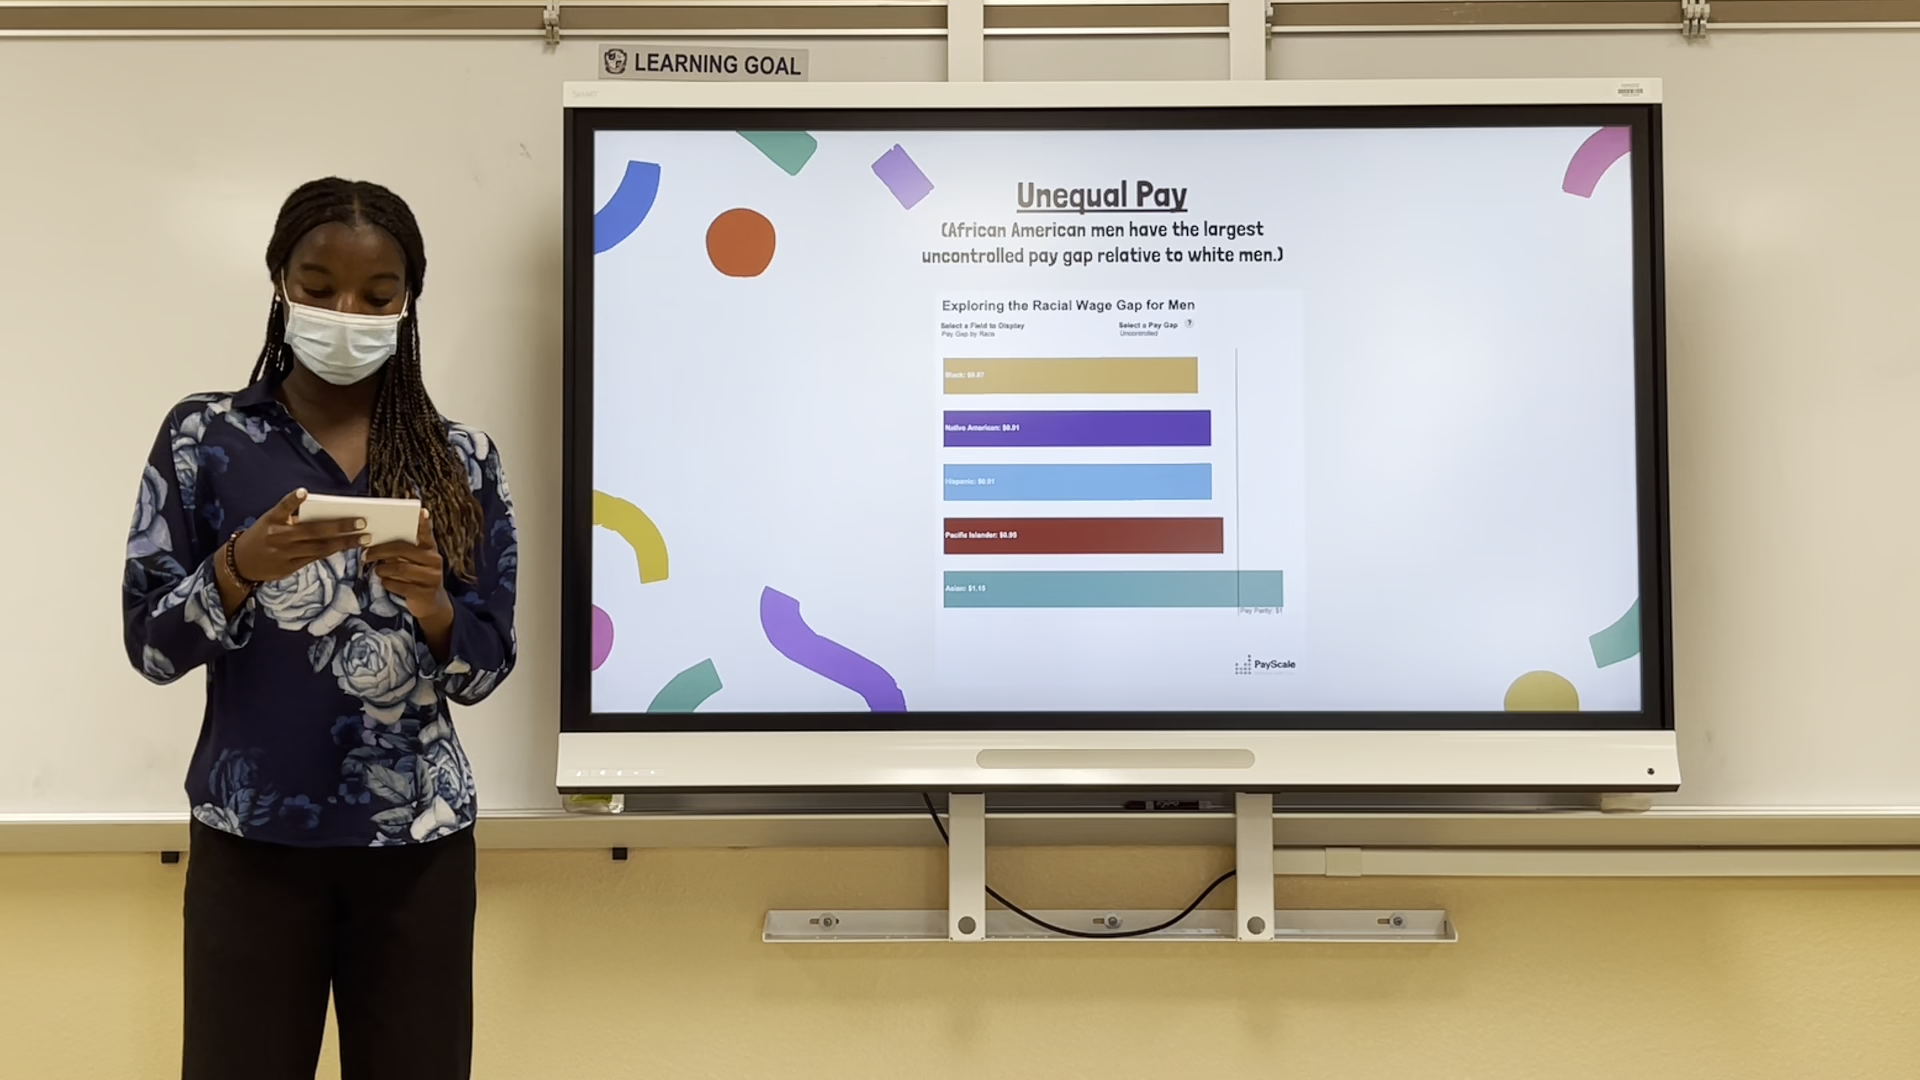 LEARNING GOAL
SMART
Unequal Pay
(African American men have the largest
uncontrolled pay gap relative to white men.)
Exploring the Racial Wage Gap for Men
Select a Field to Display
Pay Gap by Race
Select a Pay Gap ?
Uncontrolled
Black: $0.87
Native American: $0.91
Hispanic: $0.91
Pacific Islander: $0.95
Asian: $1.15
Pay Parity: $1
PayScale